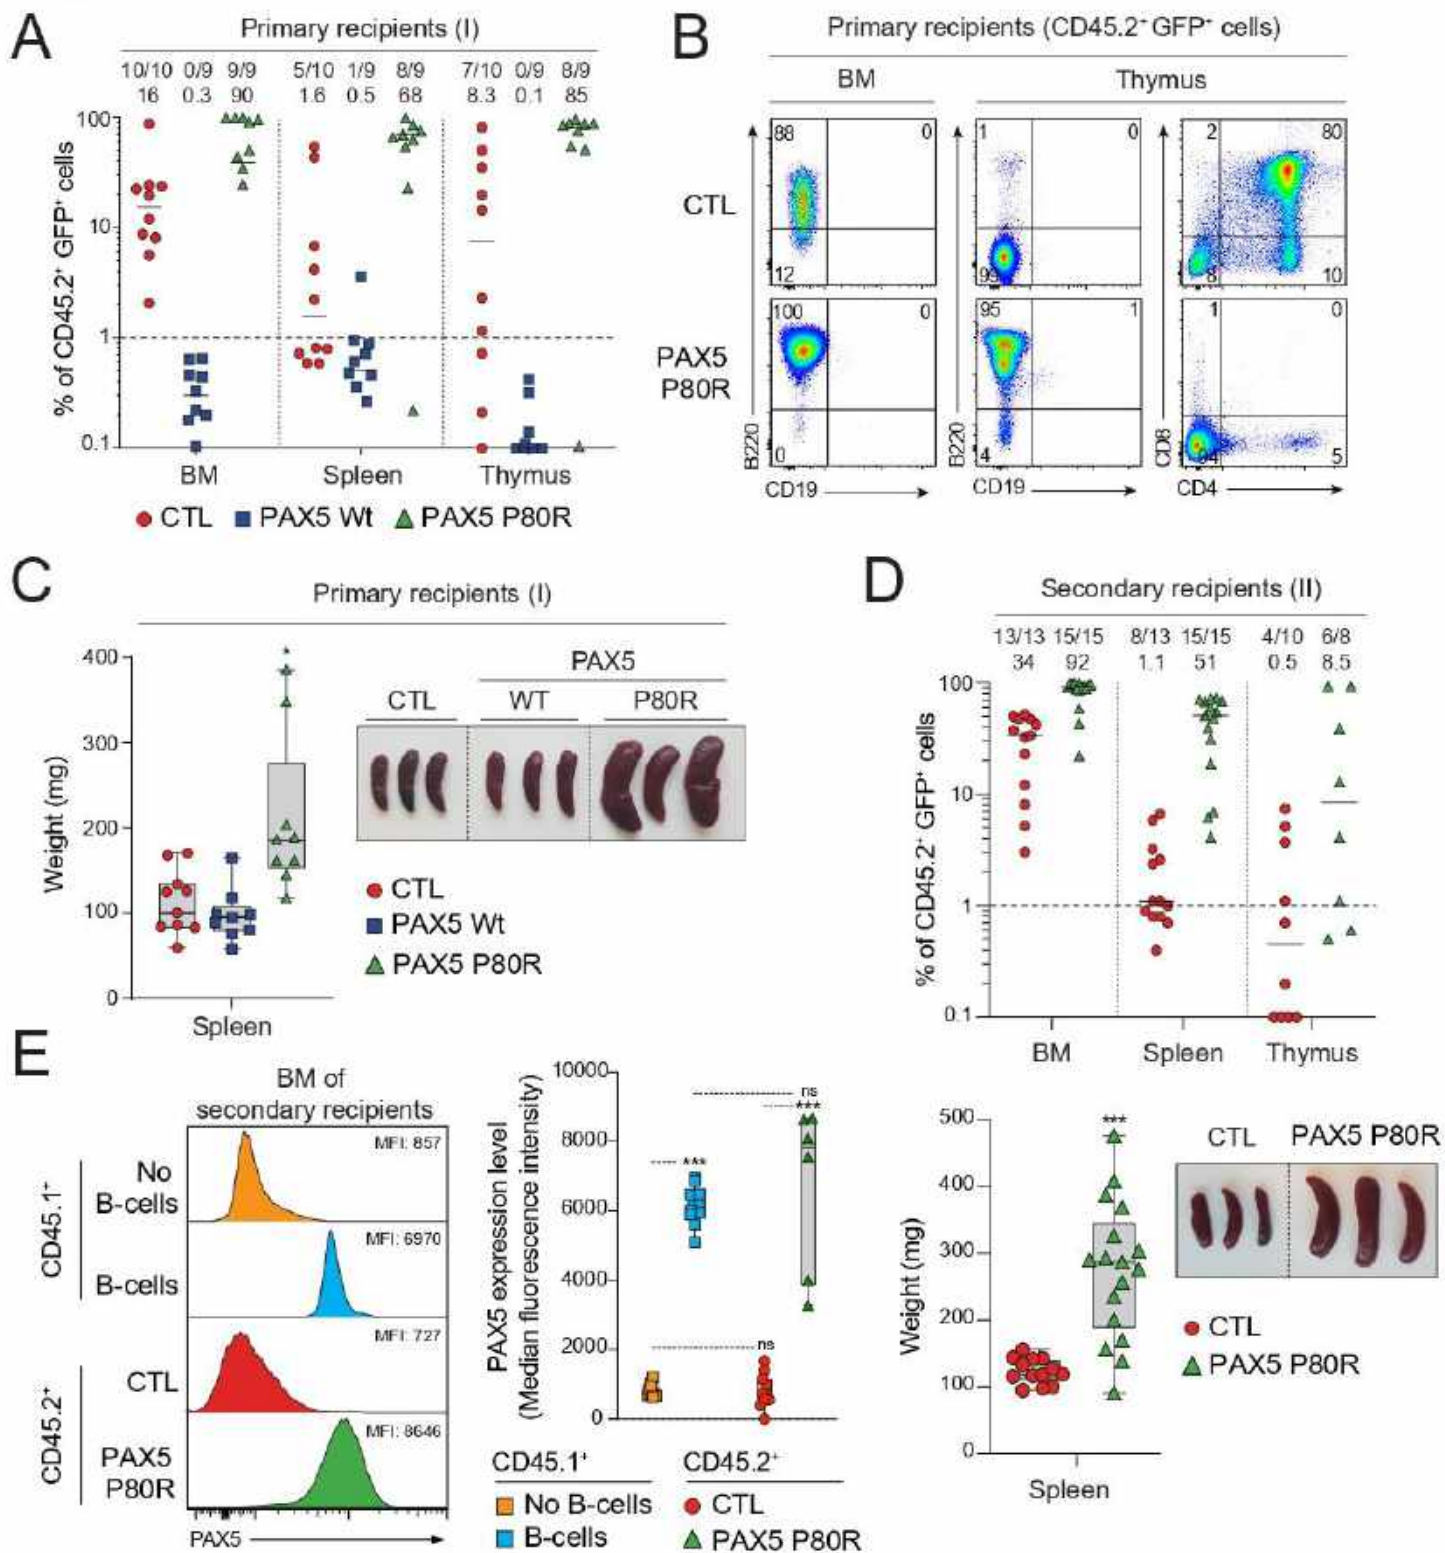 A
Primary recipients (I)
10/10 0/9 9/9 5/10 1/9 8/9 7/10 0/9 8/9
16 0.3 90 1.6 0.5 68 8.3 0.1 85
% of CD45.2+ GFP+ cells
100
10
1
0.1
BM Spleen Thymus
CTL PAX5 Wt PAX5 P80R
B
Primary recipients (CD45.2+ GFP+ cells)
BM Thymus
CTL
88 0
12
1 0
99
2 80
8 10
PAX5
P80R
100 0
0
95 1
4
1 0
5
B220 B220 CD8
CD19 CD19 CD4
C
Primary recipients (I)
Weight (mg)
400
300
200
100
0
*
Spleen
PAX5
CTL WT P80R
CTL
PAX5 Wt
PAX5 P80R
D
Secondary recipients (II)
13/13 15/15 8/13 15/15 4/10 6/8
34 92 1.1 51 0.5 8.5
% of CD45.2+ GFP+ cells
100
10
1
0.1
BM Spleen Thymus
Weight (mg)
500
400
300
200
100
0
***
Spleen
CTL PAX5 P80R
CTL
PAX5 P80R
E
BM of
secondary recipients
CD45.1+
No
B-cells
MFI: 857
B-cells
MFI: 6970
CD45.2+
CTL
MFI: 727
PAX5
P80R
MFI: 8646
PAX5
PAX5 expression level
(Median fluorescence intensity)
10000
8000
6000
4000
2000
0
ns
***
***
ns
CD45.1+ CD45.2+
No B-cells CTL
B-cells PAX5 P80R